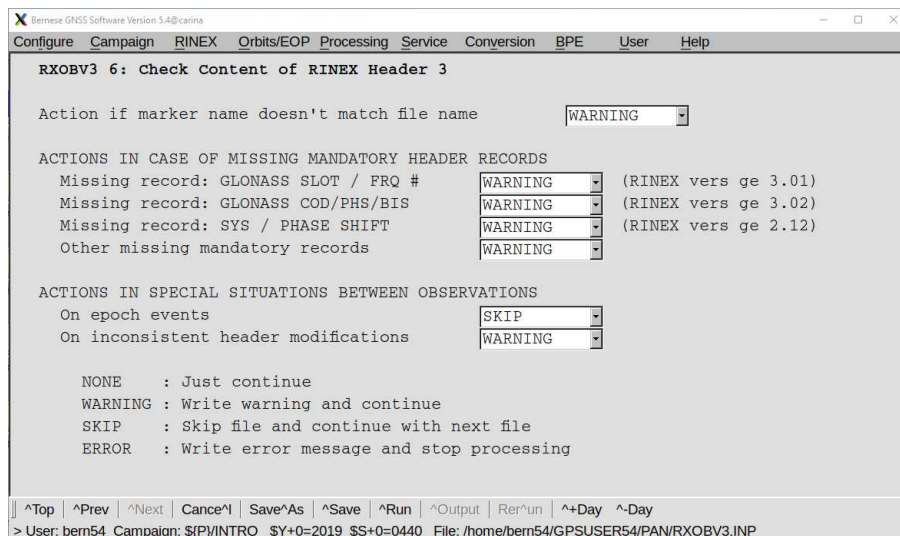 Bernese GNSS Software Version 5.4@carina
Configure Campaign RINEX Orbits/EOP Processing Service Conversion BPE User Help
RXOBV3 6: Check Content of RINEX Header 3
Action if marker name doesn't match file name WARNING
ACTIONS IN CASE OF MISSING MANDATORY HEADER RECORDS
Missing record: GLONASS SLOT / FRQ # WARNING (RINEX vers ge 3.01)
Missing record: GLONASS COD/PHS/BIS WARNING (RINEX vers ge 3.02)
Missing record: SYS / PHASE SHIFT WARNING (RINEX vers ge 2.12)
Other missing mandatory records WARNING
ACTIONS IN SPECIAL SITUATIONS BETWEEN OBSERVATIONS
On epoch events SKIP
On inconsistent header modifications WARNING
NONE : Just continue
WARNING : Write warning and continue
SKIP : Skip file and continue with next file
ERROR : Write error message and stop processing
^Top | ^Prev | ^Next | Cance^l | Save^As | ^Save | ^Run | ^Output | Rer^un | ^+Day ^-Day
> User: bern54 Campaign: ${P}/INTRO $Y+0=2019 $S+0=0440 File: /home/bern54/GPSUSER54/PAN/RXOBV3.INP